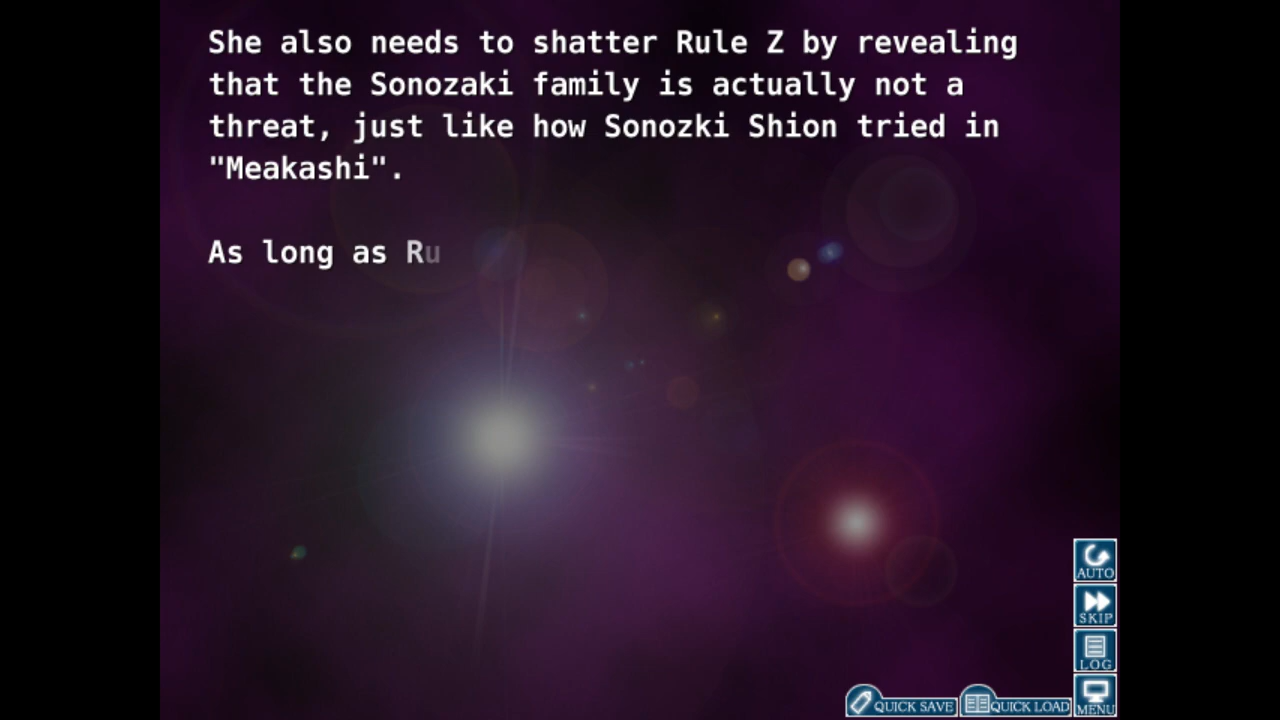 She also needs to shatter Rule Z by revealing
that the Sonozaki family is actually not a
threat, just like how Sonozki Shion tried in
"Meakashi".
As long as Ru
AUTO
SKIP
LOG
MENU
QUICK SAVE
QUICK LOAD